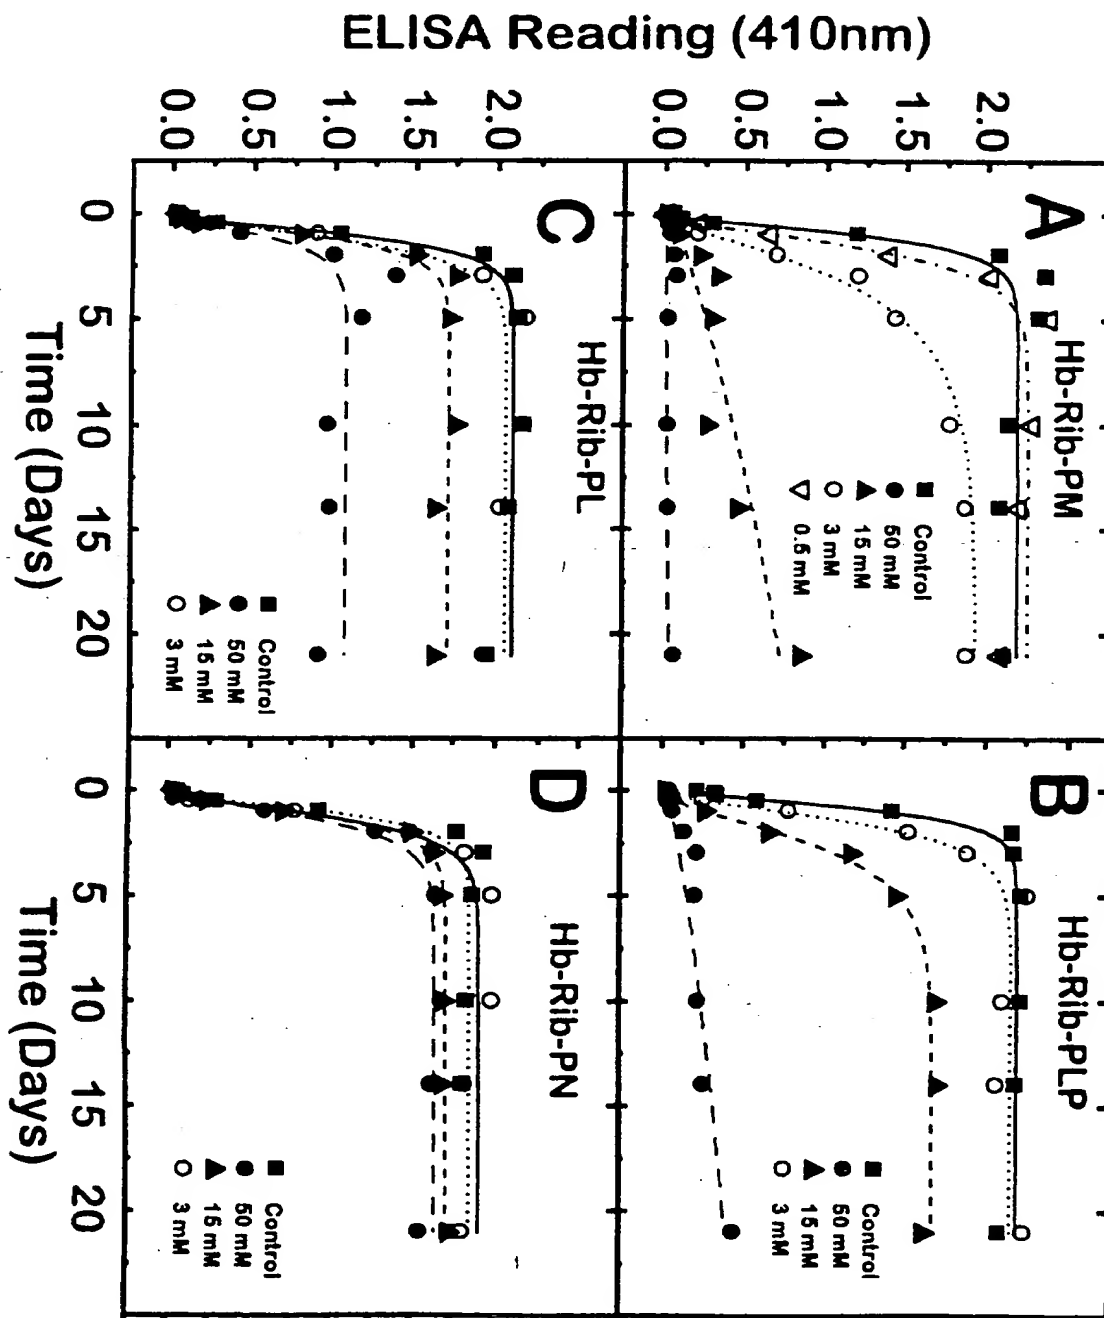 ELISA Reading (410nm)
A
Hb-Rib-PM
Control
50 mM
15 mM
3 mM
0.5 mM
2.0
1.5
1.0
0.5
0.0
B
Hb-Rib-PLP
Control
50 mM
15 mM
3 mM
C
Hb-Rib-PL
Control
50 mM
15 mM
3 mM
2.0
1.5
1.0
0.5
0.0
0 5 10 15 20
Time (Days)
D
Hb-Rib-PN
Control
50 mM
15 mM
3 mM
0 5 10 15 20
Time (Days)